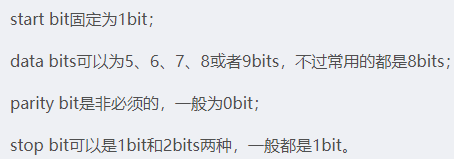 start bit固定为1bit；
data bits可以为5、6、7、8或者9bits，不过常用的都是8bits；
parity bit是非必须的，一般为0bit；
stop bit可以是1bit和2bits两种，一般都是1bit。